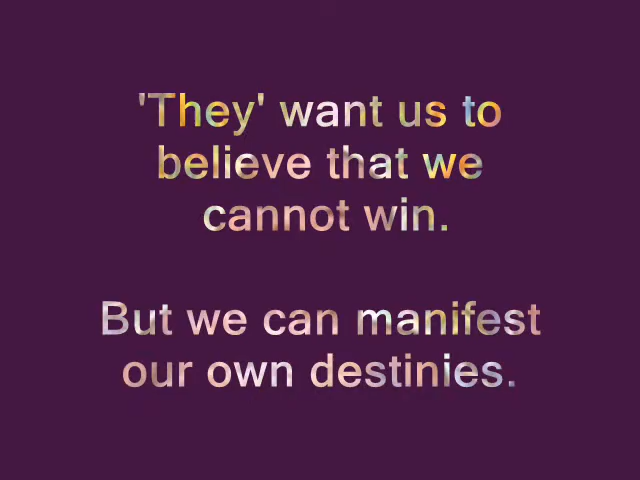 'They' want us to
believe that we
cannot win.
But we can manifest
our own destinies.